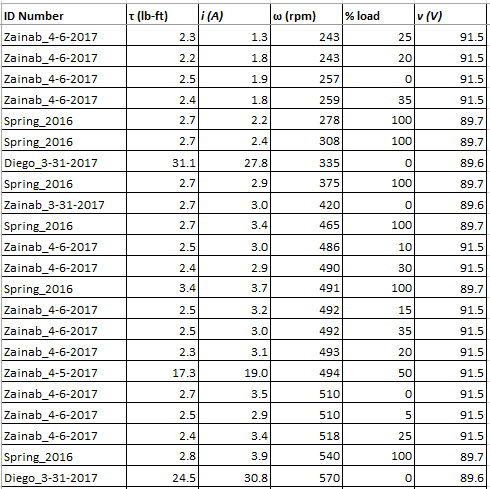 ID Number τ (lb-ft) i (A) ω (rpm) % load v (V)
Zainab_4-6-2017 2.3 1.3 243 25 91.5
Zainab_4-6-2017 2.2 1.8 243 20 91.5
Zainab_4-6-2017 2.5 1.9 257 0 91.5
Zainab_4-6-2017 2.4 1.8 259 35 91.5
Spring_2016 2.7 2.2 278 100 89.7
Spring_2016 2.7 2.4 308 100 89.7
Diego_3-31-2017 31.1 27.8 335 0 89.6
Spring_2016 2.7 2.9 375 100 89.7
Zainab_3-31-2017 2.7 3.0 420 0 89.6
Spring_2016 2.7 3.4 465 100 89.7
Zainab_4-6-2017 2.5 3.0 486 10 91.5
Zainab_4-6-2017 2.4 2.9 490 30 91.5
Spring_2016 3.4 3.7 491 100 89.7
Zainab_4-6-2017 2.5 3.2 492 15 91.5
Zainab_4-6-2017 2.5 3.0 492 35 91.5
Zainab_4-6-2017 2.3 3.1 493 20 91.5
Zainab_4-5-2017 17.3 19.0 494 50 91.5
Zainab_4-6-2017 2.7 3.5 510 0 91.5
Zainab_4-6-2017 2.5 2.9 510 5 91.5
Zainab_4-6-2017 2.4 3.4 518 25 91.5
Spring_2016 2.8 3.9 540 100 89.7
Diego_3-31-2017 24.5 30.8 570 0 89.6